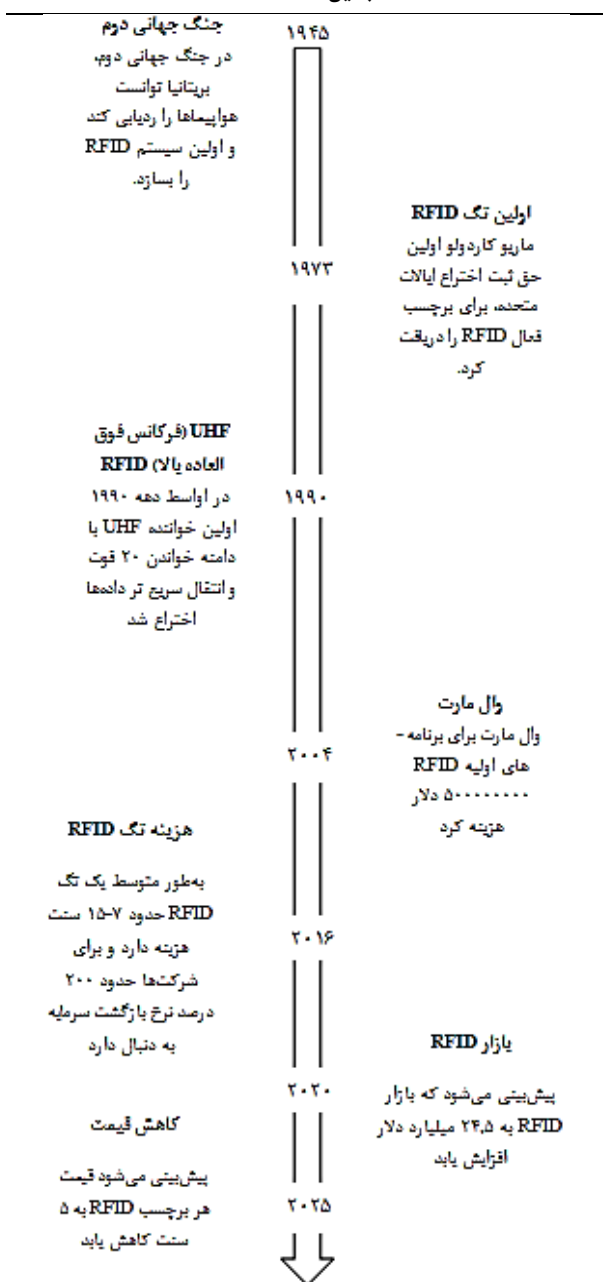 جنگ جهانی دوم
در جنگ جهانی دوم،
بریتانیا توانست
هواپیماها را ردیابی کند
و اولین سیستم RFID
را بسازد.
۱۹۴۵
اولین تگ RFID
ماریو کاردولو اولین
حق ثبت اختراع ایالات
متحده، برای برچسب
فعال RFID را دریافت
کرد.
۱۹۷۳
UHF (فرکانس فوق
العاده بالا) RFID
در اواسط دهه ۱۹۹۰
اولین خواننده UHF با
دامنه خواندن ۲۰ فوت
و انتقال سریع تر داده‌ها
اختراع شد
۱۹۹۰
وال مارت
وال مارت برای برنامه-
های اولیه RFID
۵۰۰۰۰۰۰۰۰ دلار
هزینه کرد
۲۰۰۴
هزینه تگ RFID
به‌طور متوسط یک تگ
RFID حدود ۷-۱۵ سنت
هزینه دارد و برای
شرکت‌ها حدود ۲۰۰
درصد نرخ بازگشت سرمایه
به دنبال دارد
۲۰۱۶
بازار RFID
پیش‌بینی می‌شود که بازار
RFID به ۲۴,۵ میلیارد دلار
افزایش یابد
۲۰۲۰
کاهش قیمت
پیش‌بینی می‌شود قیمت
هر برچسب RFID به ۵
سنت کاهش یابد
۲۰۲۵